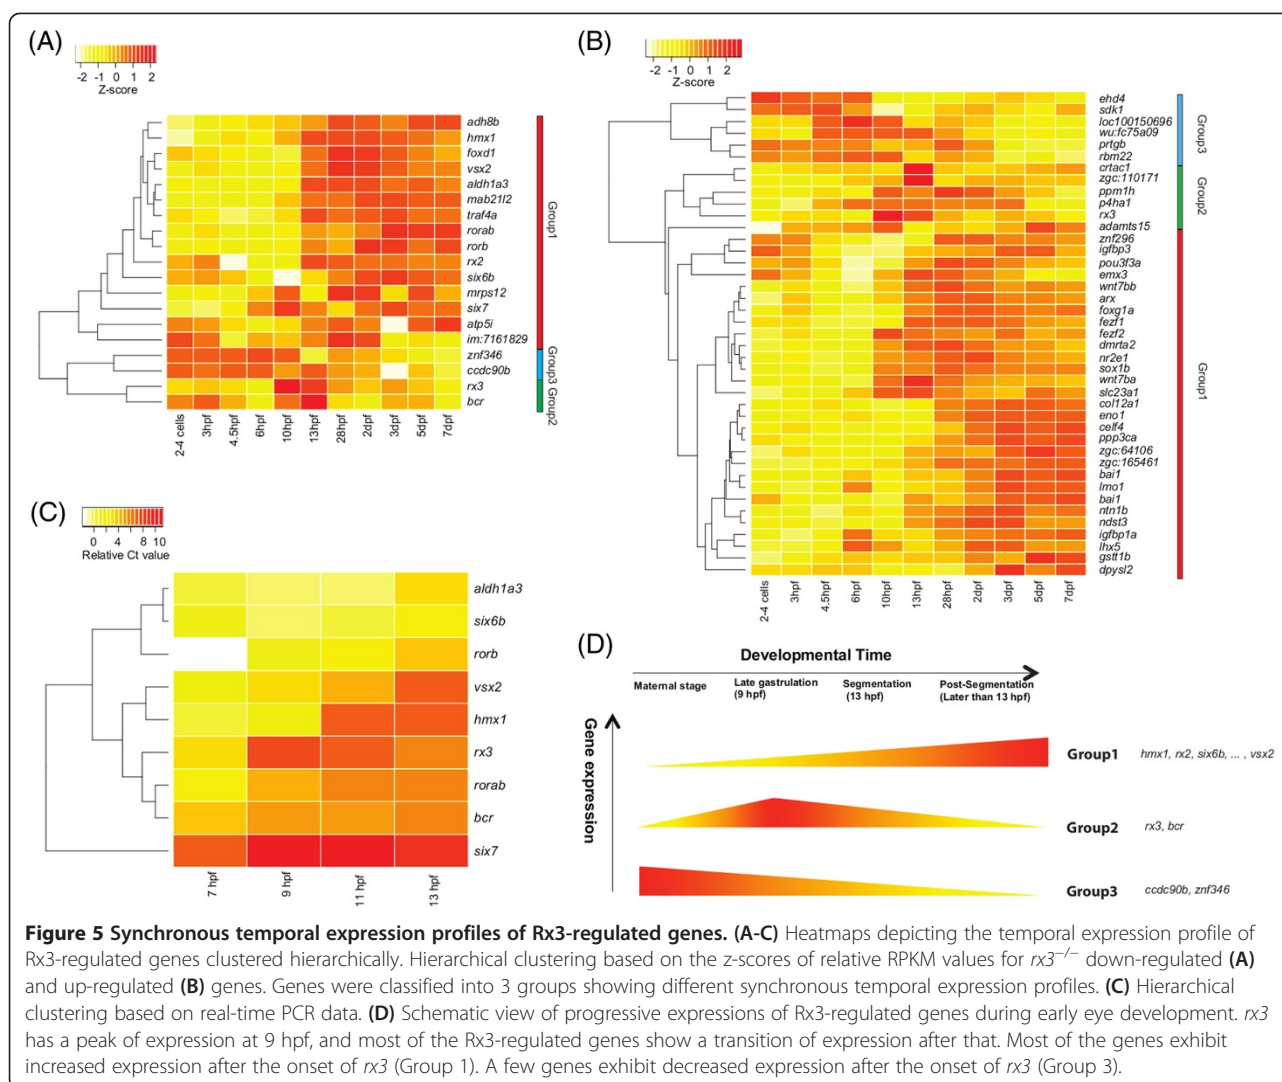 (A)
-2 -1 0 1 2
Z-score
adh8b
hmx1
foxd1
vsx2
aldh1a3
mab21l2
traf4a
rorab
rorb
rx2
six6b
mrps12
six7
atp5i
im:7161829
znf346
ccdc90b
rx3
bcr
Group1
Group3 Group2
2-4 cells
3hpf
4.5hpf
6hpf
10hpf
13hpf
28hpf
2dpf
3dpf
5dpf
7dpf
(B)
-2 -1 0 1 2
Z-score
ehd4
sdk1
loc100150696
wu:fc75a09
prtgb
rbm22
crtac1
zgc:110171
ppm1h
p4ha1
rx3
adamts15
znf296
igfbp3
pou3f3a
emx3
wnt7bb
arx
foxg1a
fezf1
fezf2
dmrta2
nr2e1
sox1b
wnt7ba
slc23a1
col12a1
eno1
celf4
ppp3ca
zgc:64106
zgc:165461
bai1
lmo1
bai1
ntn1b
ndst3
igfbp1a
lhx5
gstt1b
dpysl2
Group3
Group2
Group1
2-4 cells
3hpf
4.5hpf
6hpf
10hpf
13hpf
28hpf
2dpf
3dpf
5dpf
7dpf
(C)
0 2 4 6 8 10
Relative Ct value
aldh1a3
six6b
rorb
vsx2
hmx1
rx3
rorab
bcr
six7
7 hpf
9 hpf
11 hpf
13 hpf
(D)
Developmental Time
Maternal stage
Late gastrulation
(9 hpf)
Segmentation
(13 hpf)
Post-Segmentation
(Later than 13 hpf)
Gene expression
Group1 hmx1, rx2, six6b, ... , vsx2
Group2 rx3, bcr
Group3 ccdc90b, znf346
Figure 5 Synchronous temporal expression profiles of Rx3-regulated genes. (A-C) Heatmaps depicting the temporal expression profile of
Rx3-regulated genes clustered hierarchically. Hierarchical clustering based on the z-scores of relative RPKM values for rx3−/− down-regulated (A)
and up-regulated (B) genes. Genes were classified into 3 groups showing different synchronous temporal expression profiles. (C) Hierarchical
clustering based on real-time PCR data. (D) Schematic view of progressive expressions of Rx3-regulated genes during early eye development. rx3
has a peak of expression at 9 hpf, and most of the Rx3-regulated genes show a transition of expression after that. Most of the genes exhibit
increased expression after the onset of rx3 (Group 1). A few genes exhibit decreased expression after the onset of rx3 (Group 3).